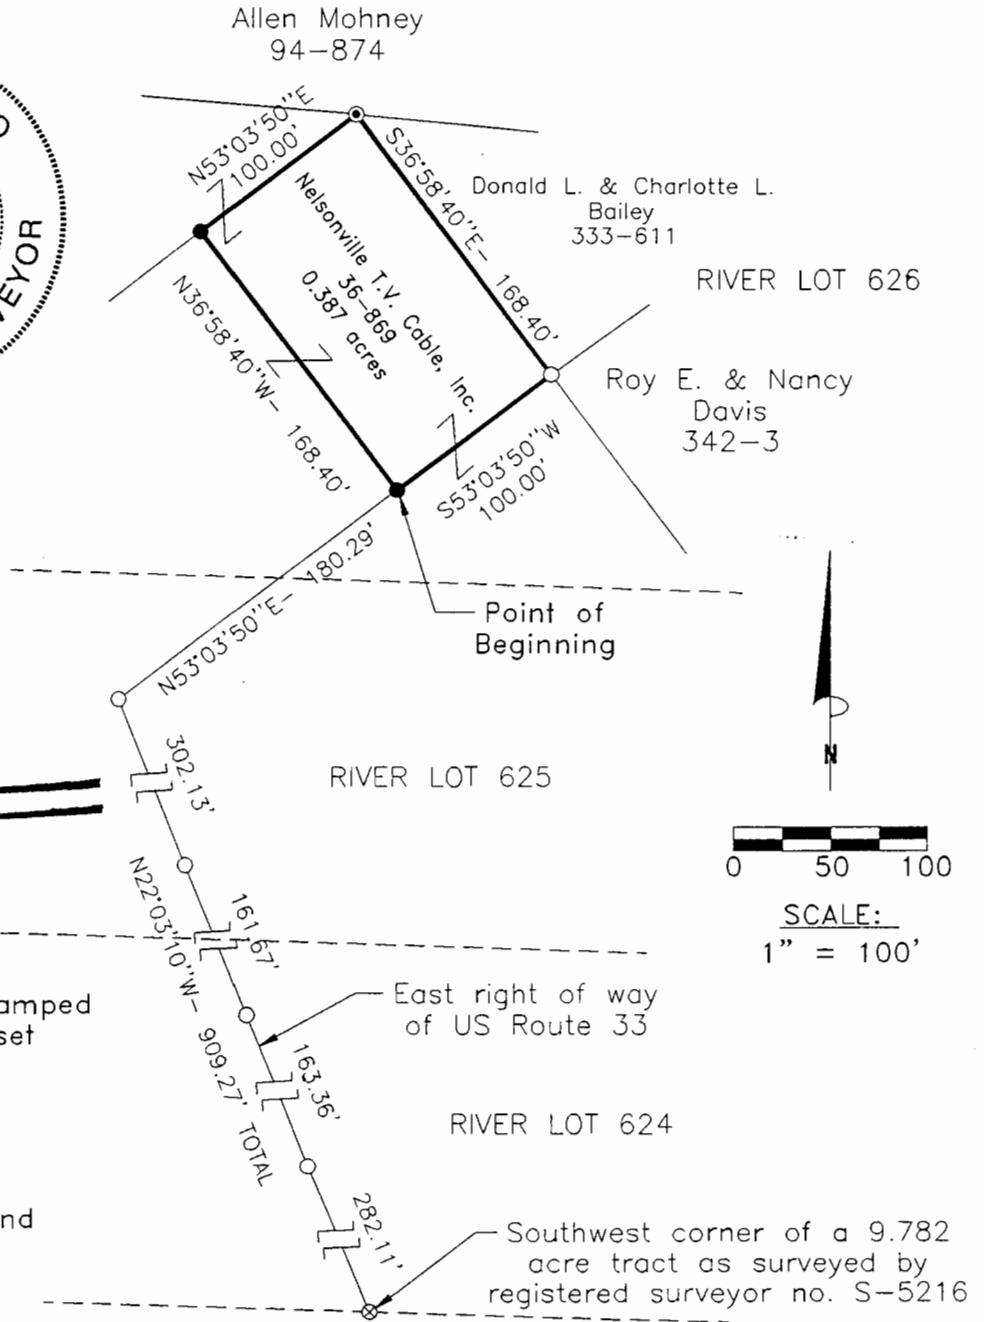 Allen Mohney
94-874
VEYOR
N53°03'50"E
100.00'
S36°58'40"E- 168.40'
Donald L. & Charlotte L.
Bailey
333-611
RIVER LOT 626
Nelsonville T.V. Cable, Inc.
36-869
0.387 acres
N36°58'40"W- 168.40'
Roy E. & Nancy
Davis
342-3
S53°03'50"W
100.00'
N53°03'50"E- 180.29'
Point of
Beginning
302.13'
RIVER LOT 625
N
0 50 100
SCALE:
1" = 100'
N22°03'10"W- 909.27' TOTAL
161.67'
amped
set
East right of way
of US Route 33
163.36'
RIVER LOT 624
nd
282.11'
Southwest corner of a 9.782
acre tract as surveyed by
registered surveyor no. S-5216